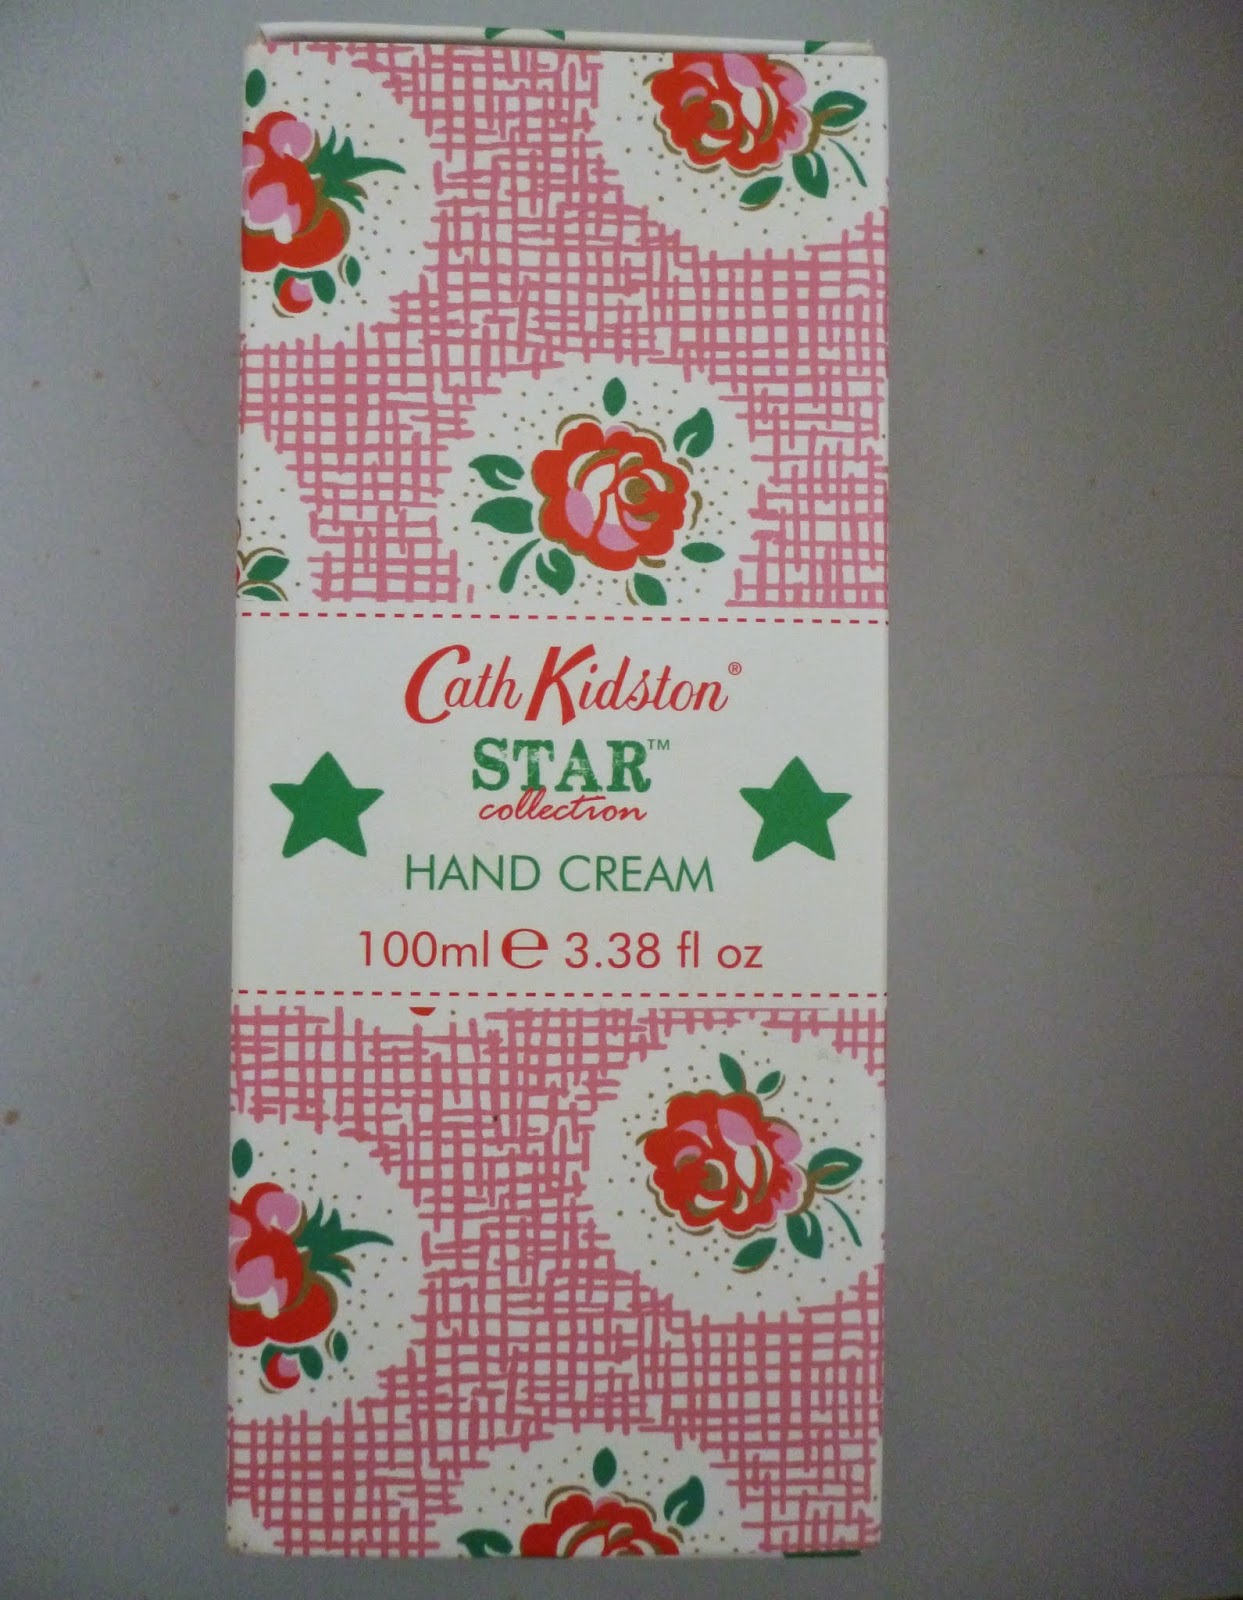 Cath Kidston®
STAR™
collection
HAND CREAM
100ml ℮ 3.38 fl oz